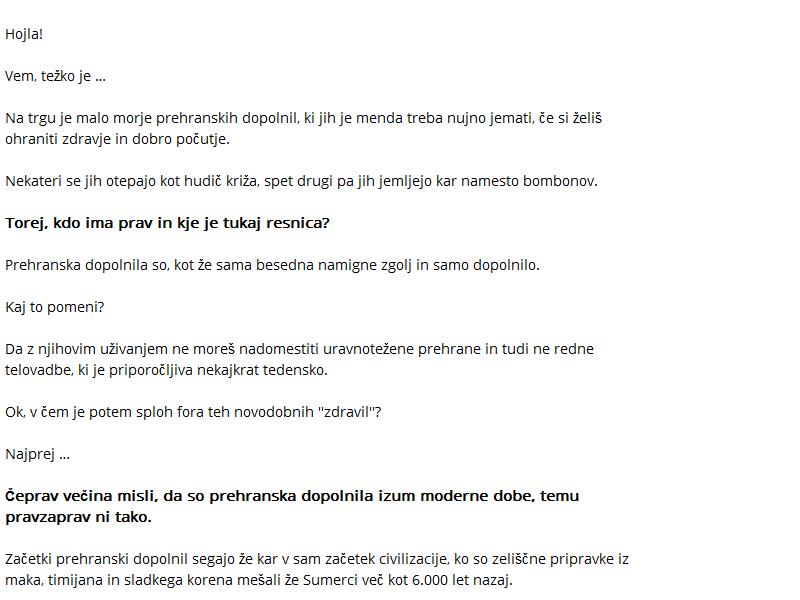 Hojla!
Vem, težko je ...
Na trgu je malo morje prehranskih dopolnil, ki jih je menda treba nujno jemati, če si želiš
ohraniti zdravje in dobro počutje.
Nekateri se jih otepajo kot hudič križa, spet drugi pa jih jemljejo kar namesto bombonov.
Torej, kdo ima prav in kje je tukaj resnica?
Prehranska dopolnila so, kot že sama besedna namigne zgolj in samo dopolnilo.
Kaj to pomeni?
Da z njihovim uživanjem ne moreš nadomestiti uravnotežene prehrane in tudi ne redne
telovadbe, ki je priporočljiva nekajkrat tedensko.
Ok, v čem je potem sploh fora teh novodobnih "zdravil"?
Najprej ...
Čeprav večina misli, da so prehranska dopolnila izum moderne dobe, temu
pravzaprav ni tako.
Začetki prehranski dopolnil segajo že kar v sam začetek civilizacije, ko so zeliščne pripravke iz
maka, timijana in sladkega korena mešali že Sumerci več kot 6.000 let nazaj.